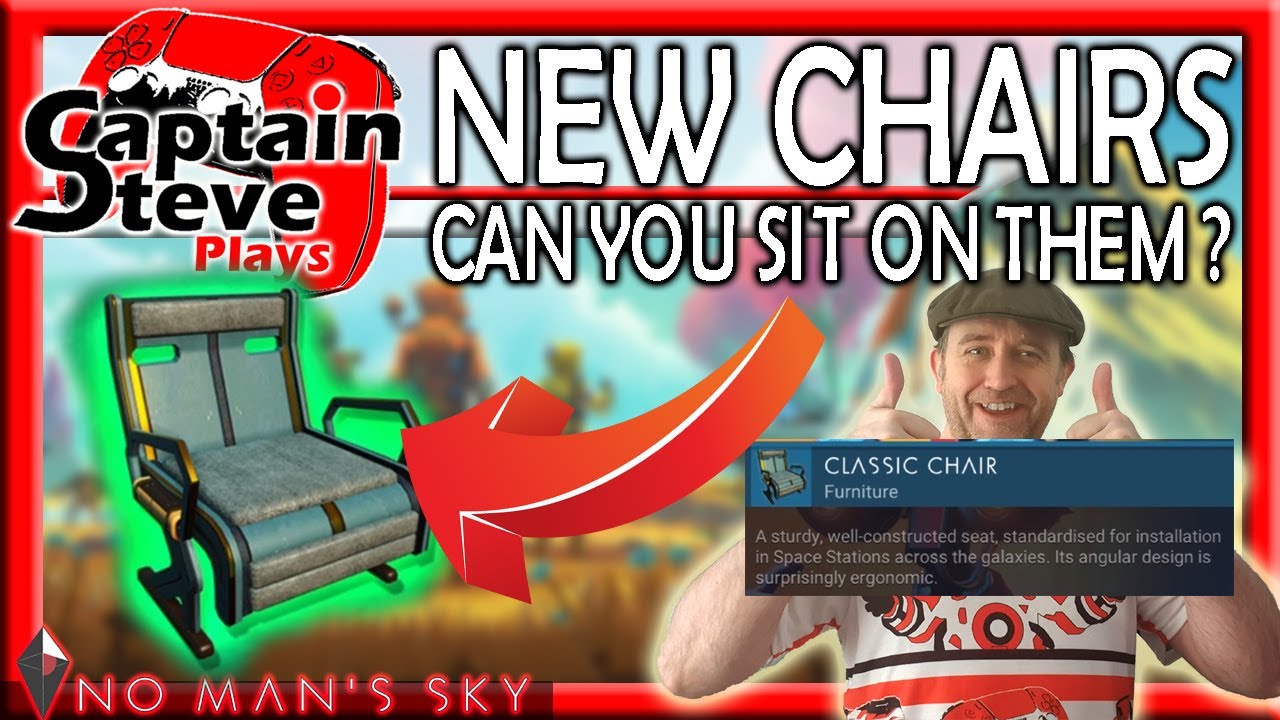 Captain
Steve
Plays
NEW CHAIRS
CAN YOU SIT ON THEM ?
CLASSIC CHAIR
Furniture
A sturdy, well-constructed seat, standardised for installation
in Space Stations across the galaxies. Its angular design is
surprisingly ergonomic.
NO MAN'S SKY